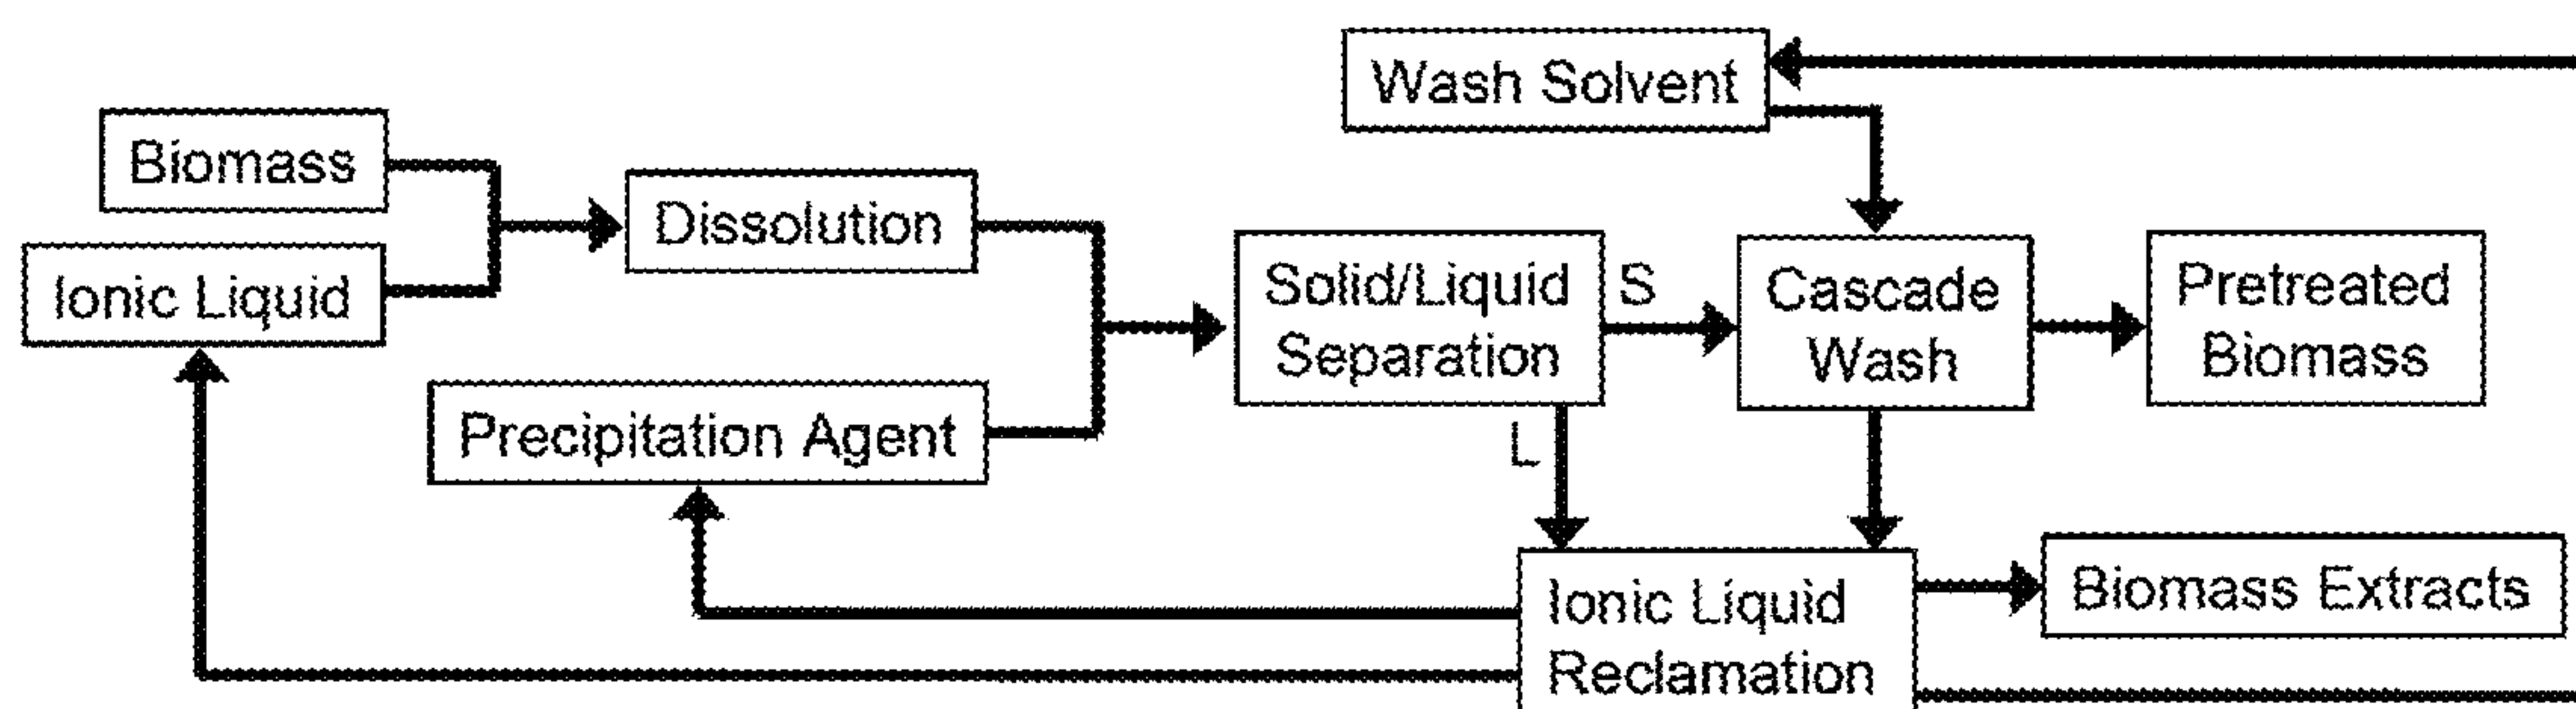 Wash Solvent
Biomass
Dissolution
Ionic Liquid
Solid/Liquid
Separation
S
Cascade
Wash
Pretreated
Biomass
Precipitation Agent
L
Ionic Liquid
Reclamation
Biomass Extracts